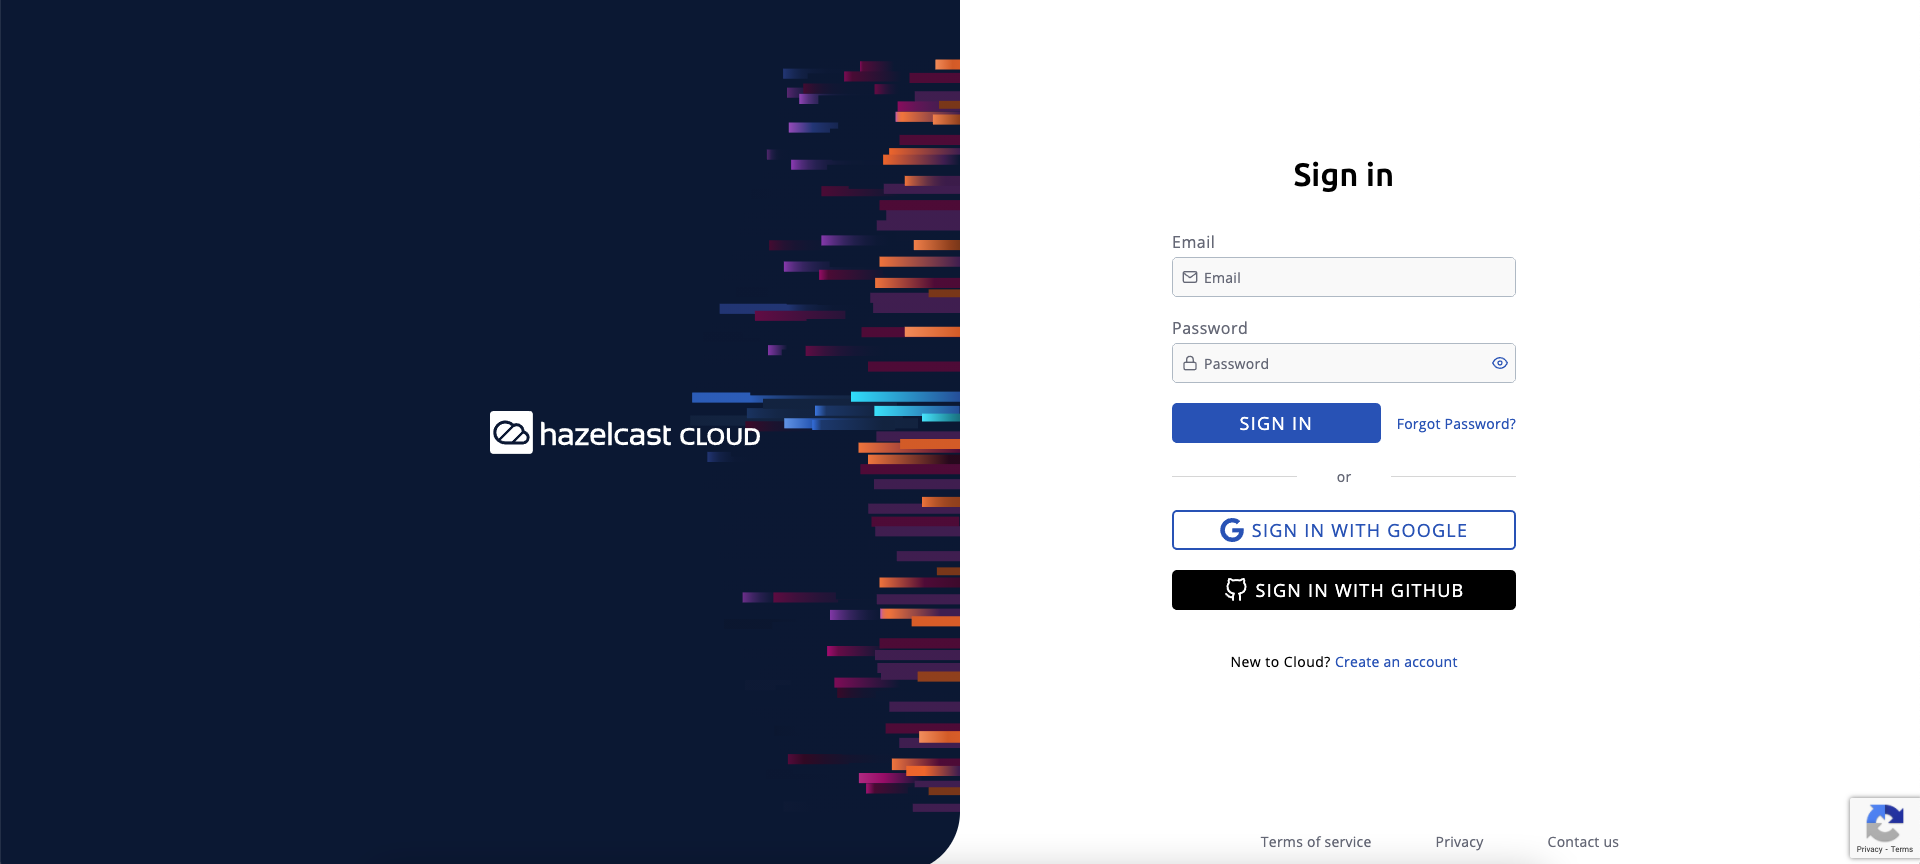 hazelcast CLOUD
Sign in
Email
Email
Password
Password
SIGN IN
Forgot Password?
or
SIGN IN WITH GOOGLE
SIGN IN WITH GITHUB
New to Cloud? Create an account
Terms of service
Privacy
Contact us
Privacy - Terms